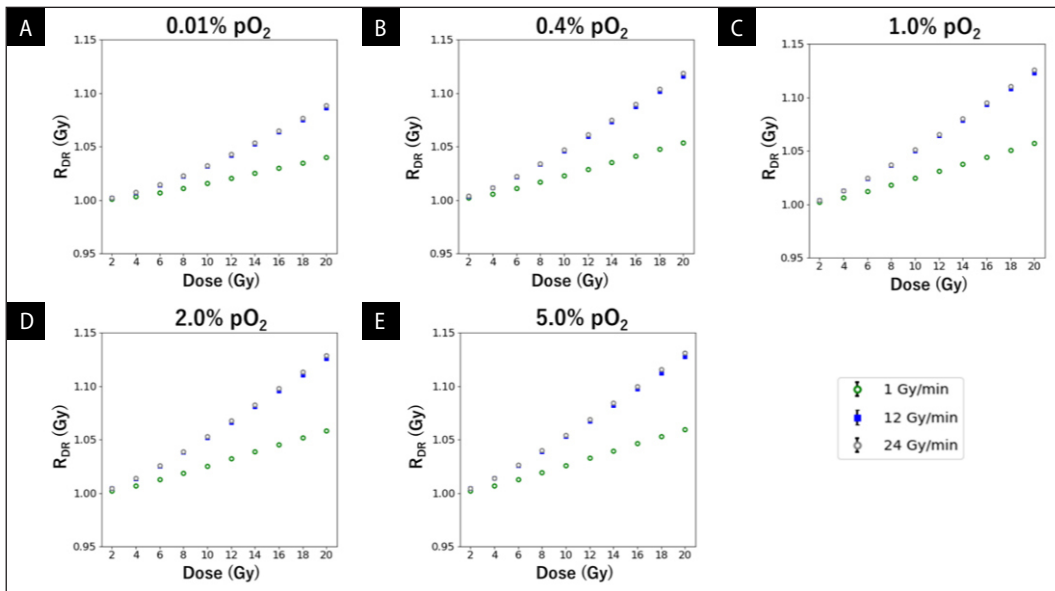 A
0.01% pO₂
1.15
1.10
1.05
1.00
0.95
R_DR (Gy)
2 4 6 8 10 12 14 16 18 20
Dose (Gy)
B
0.4% pO₂
1.15
1.10
1.05
1.00
0.95
R_DR (Gy)
2 4 6 8 10 12 14 16 18 20
Dose (Gy)
C
1.0% pO₂
1.15
1.10
1.05
1.00
0.95
R_DR (Gy)
2 4 6 8 10 12 14 16 18 20
Dose (Gy)
D
2.0% pO₂
1.15
1.10
1.05
1.00
0.95
R_DR (Gy)
2 4 6 8 10 12 14 16 18 20
Dose (Gy)
E
5.0% pO₂
1.15
1.10
1.05
1.00
0.95
R_DR (Gy)
2 4 6 8 10 12 14 16 18 20
Dose (Gy)
1 Gy/min
12 Gy/min
24 Gy/min